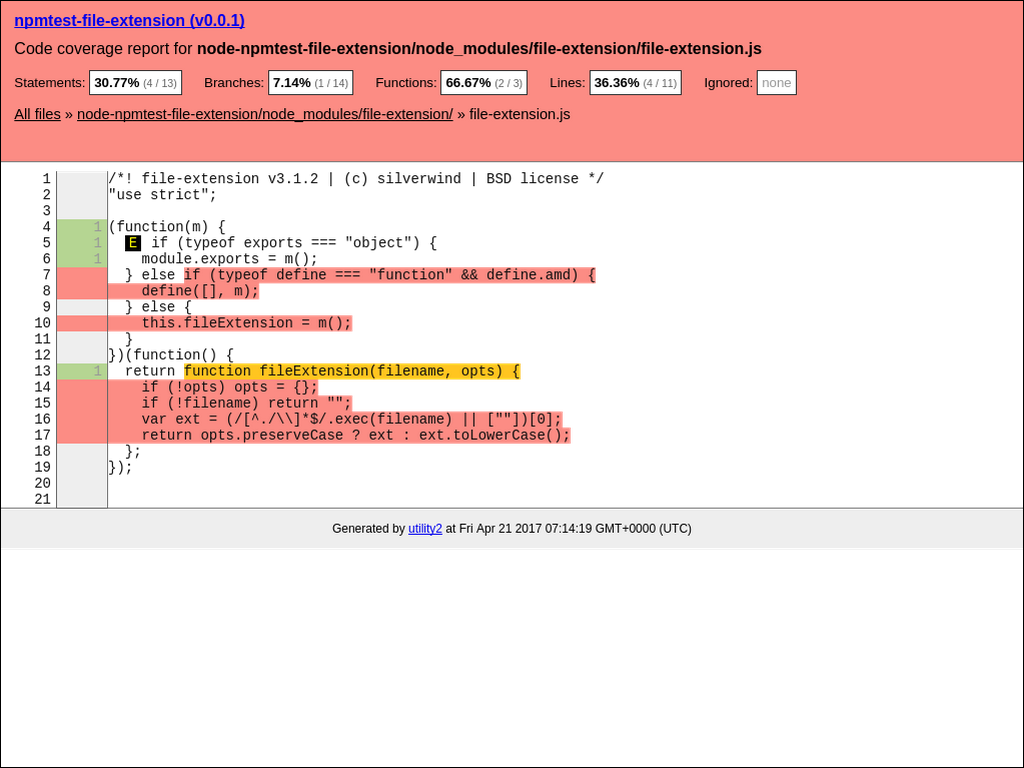 npmtest-file-extension (v0.0.1)
Code coverage report for node-npmtest-file-extension/node_modules/file-extension/file-extension.js
Statements: 30.77% (4 / 13) Branches: 7.14% (1 / 14) Functions: 66.67% (2 / 3) Lines: 36.36% (4 / 11) Ignored: none
All files » node-npmtest-file-extension/node_modules/file-extension/ » file-extension.js
1 /*! file-extension v3.1.2 | (c) silverwind | BSD license */
2 "use strict";
3
4 1 (function(m) {
5 1   E if (typeof exports === "object") {
6 1     module.exports = m();
7   } else if (typeof define === "function" && define.amd) {
8     define([], m);
9   } else {
10     this.fileExtension = m();
11   }
12 })(function() {
13 1   return function fileExtension(filename, opts) {
14     if (!opts) opts = {};
15     if (!filename) return "";
16     var ext = (/[^./\\]*$/.exec(filename) || [""])[0];
17     return opts.preserveCase ? ext : ext.toLowerCase();
18   };
19 });
20
21
Generated by utility2 at Fri Apr 21 2017 07:14:19 GMT+0000 (UTC)